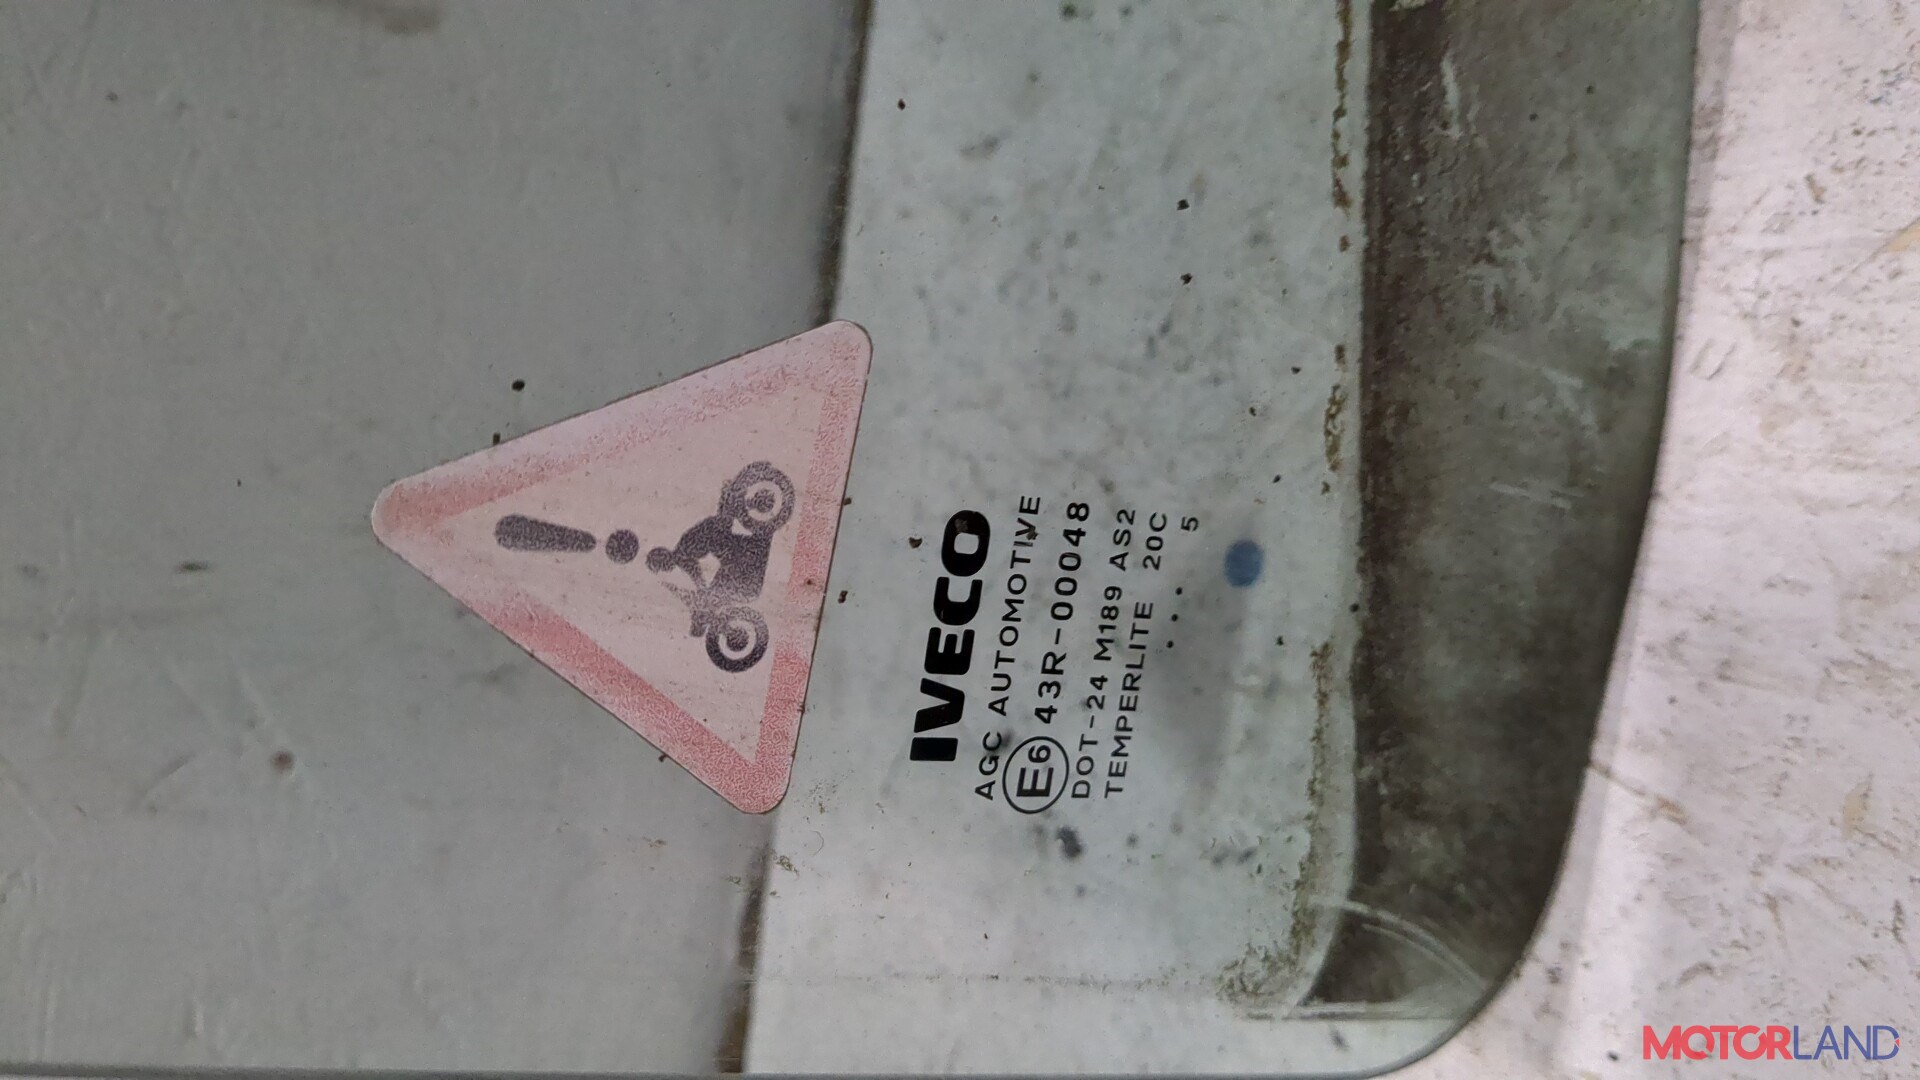 IVECO
AGC AUTOMOTIVE
E6 43R-00048
DOT-24 M189 AS2
TEMPERLITE 20C
... 5
!
MOTORLAND